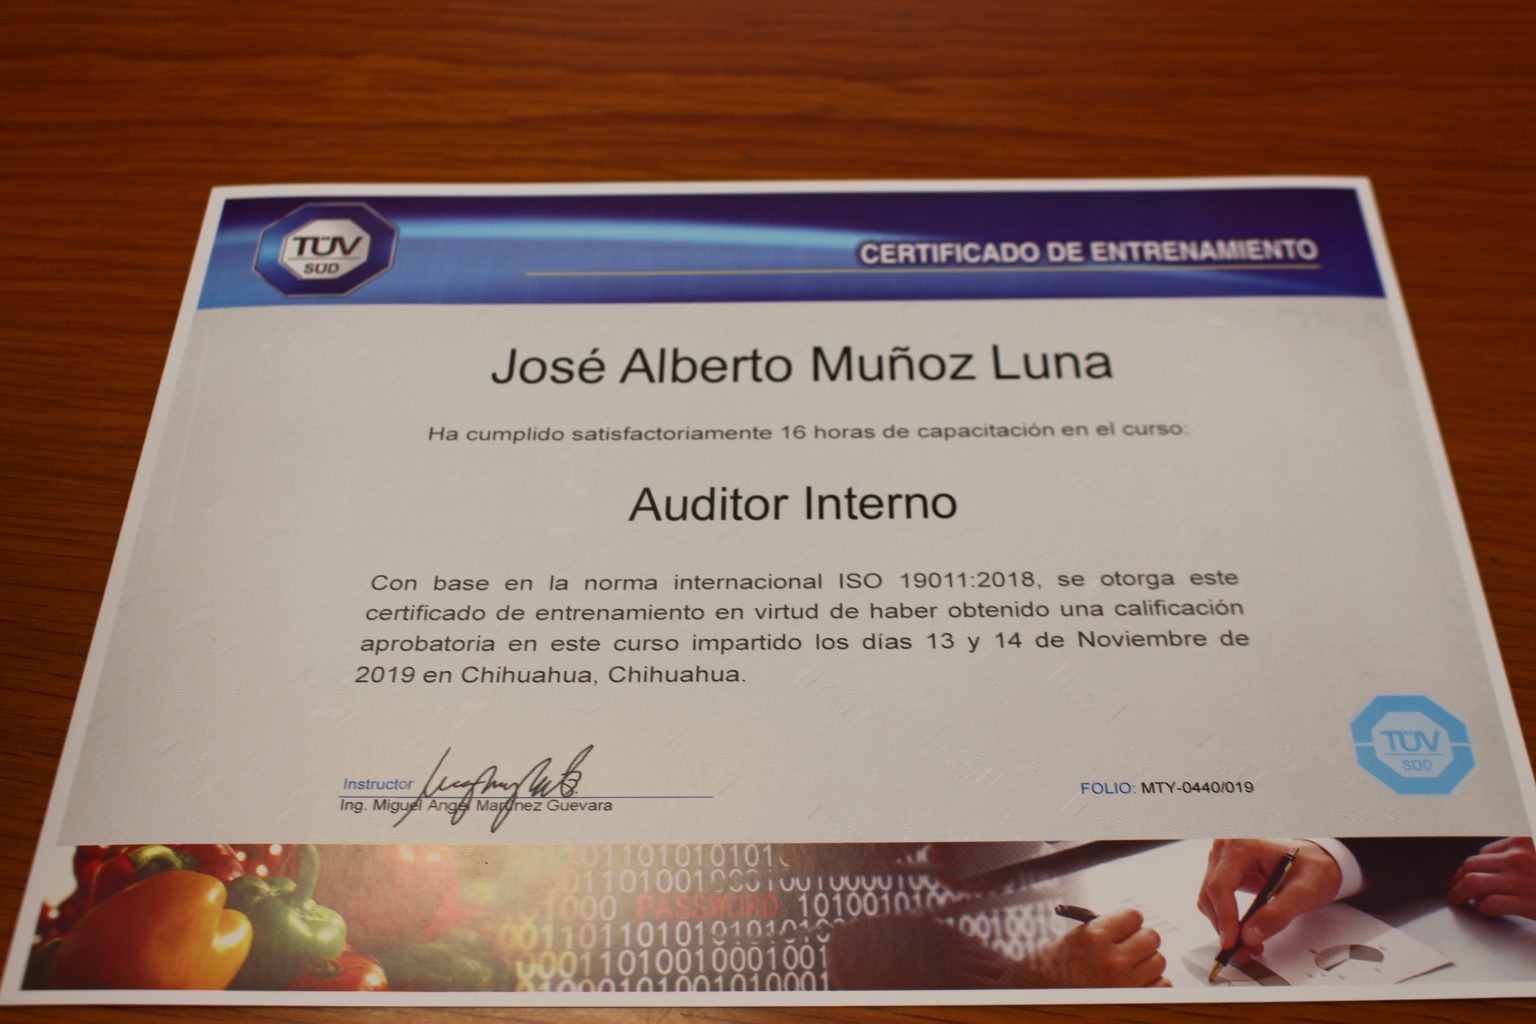 TÜV
SÜD
CERTIFICADO DE ENTRENAMIENTO
José Alberto Muñoz Luna
Ha cumplido satisfactoriamente 16 horas de capacitación en el curso:
Auditor Interno
Con base en la norma internacional ISO 19011:2018, se otorga este
certificado de entrenamiento en virtud de haber obtenido una calificación
aprobatoria en este curso impartido los días 13 y 14 de Noviembre de
2019 en Chihuahua, Chihuahua.
Instructor
Ing. Miguel Angel Martinez Guevara
FOLIO: MTY-0440/019
TÜV
SÜD
PASSWORD